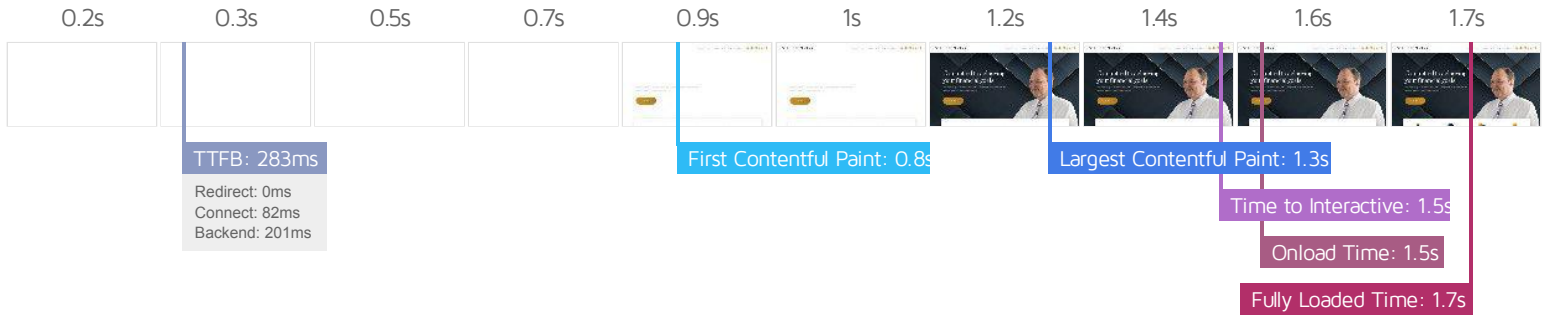 0.2s 0.3s 0.5s 0.7s 0.9s 1s 1.2s 1.4s 1.6s 1.7s
TTFB: 283ms
Redirect: 0ms
Connect: 82ms
Backend: 201ms
First Contentful Paint: 0.8s
Largest Contentful Paint: 1.3s
Time to Interactive: 1.5s
Onload Time: 1.5s
Fully Loaded Time: 1.7s